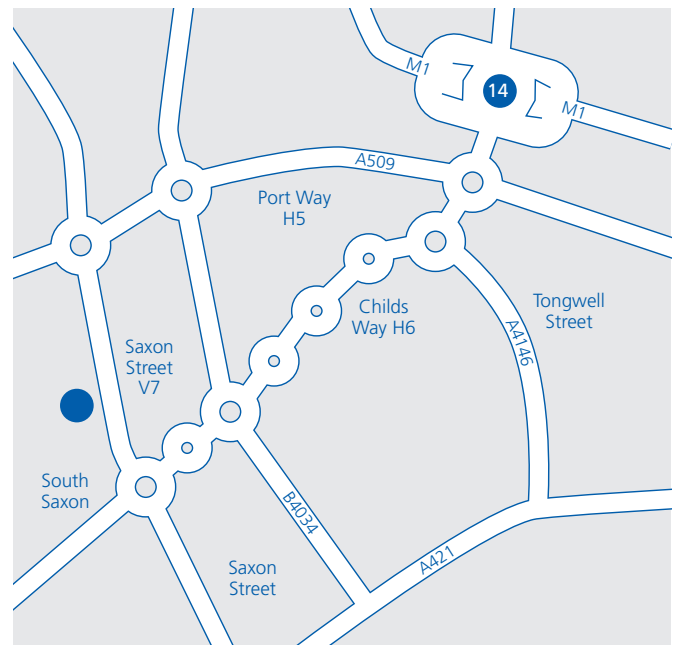 M1
14
M1
A509
Port Way
H5
Childs
Way H6
Tongwell
Street
A4146
Saxon
Street
V7
South
Saxon
B4034
A421
Saxon
Street